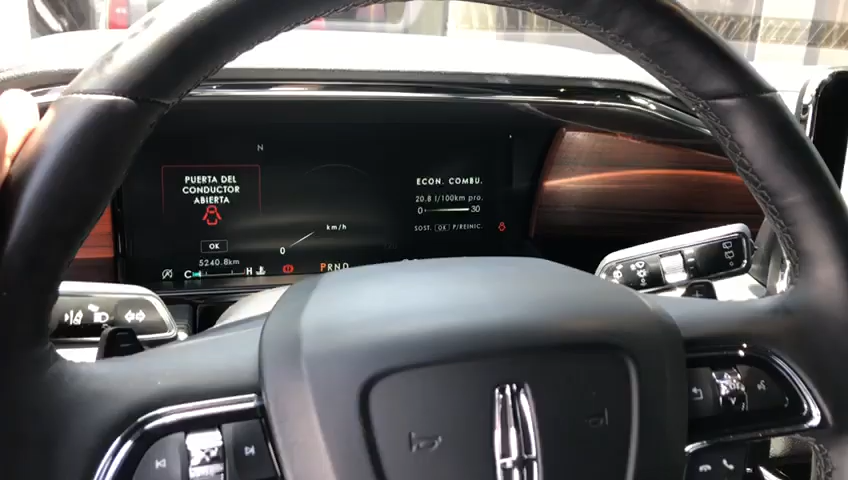 N
PUERTA DEL
CONDUCTOR
ABIERTA
OK
ECON. COMBU.
20.8 l/100km pro.
0 30
SOST. OK P/REINIC.
km/h
0
5240.8km
C H
PRND